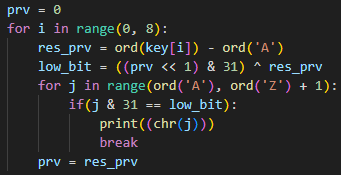 prv = 0
for i in range(0, 8):
    res_prv = ord(key[i]) - ord('A')
    low_bit = ((prv << 1) & 31) ^ res_prv
    for j in range(ord('A'), ord('Z') + 1):
        if(j & 31 == low_bit):
            print((chr(j)))
            break
    prv = res_prv